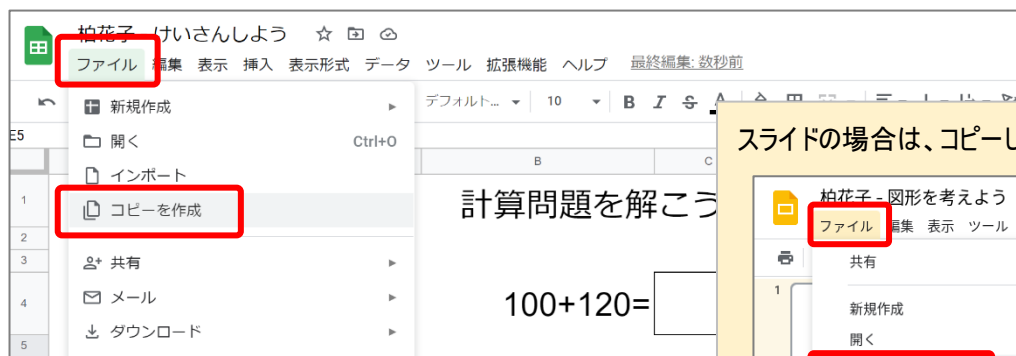 柏花子 - けいさんしよう
ファイル 編集 表示 挿入 表示形式 データ ツール 拡張機能 ヘルプ 最終編集: 数秒前
新規作成
デフォルト... 10 B I S A
開く Ctrl+O
E5
インポート
コピーを作成
共有
メール
ダウンロード
B C
1
2
3
4
5
計算問題を解こう
100+120=
スライドの場合は、コピーし
柏花子 - 図形を考えよう
ファイル 編集 表示 ツール
共有
1
新規作成
開く